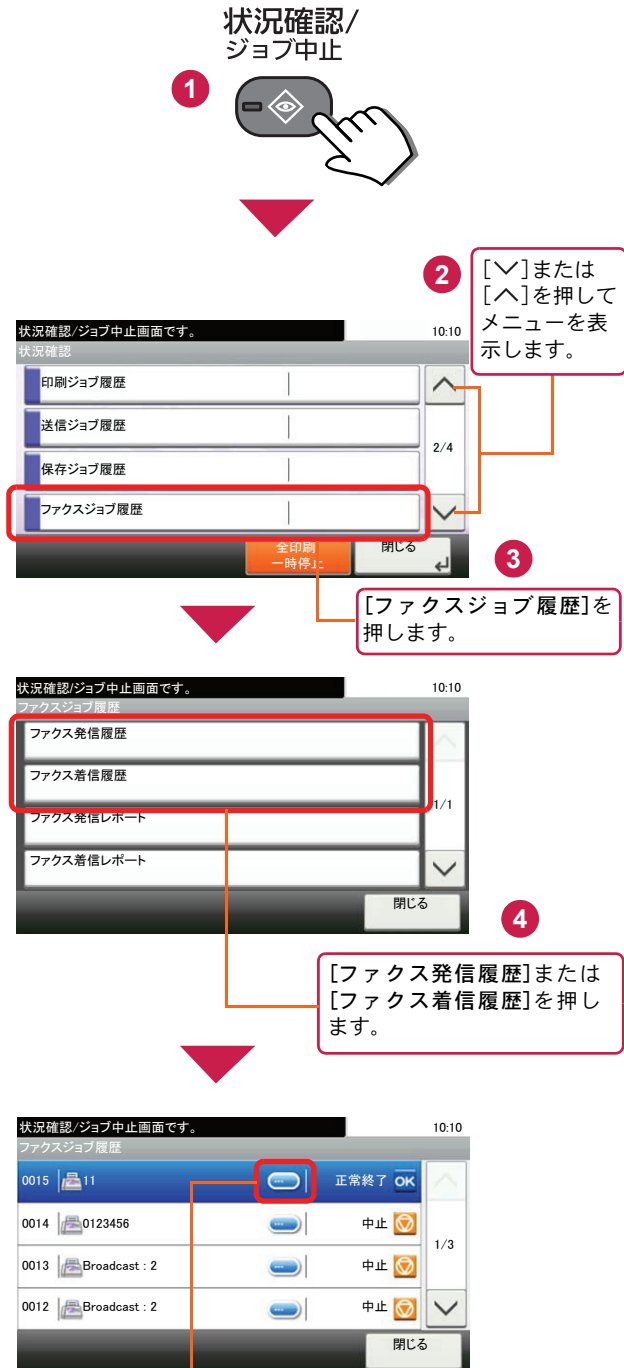 状況確認/
ジョブ中止
1
2
[∨]または
[∧]を押して
メニューを表
示します。
状況確認/ジョブ中止画面です。
10:10
状況確認
印刷ジョブ履歴
送信ジョブ履歴
2/4
保存ジョブ履歴
ファクスジョブ履歴
全印刷
一時停止
閉じる
3
[ファクスジョブ履歴]を
押します。
状況確認/ジョブ中止画面です。
10:10
ファクスジョブ履歴
ファクス発信履歴
ファクス着信履歴
1/1
ファクス発信レポート
ファクス着信レポート
閉じる
4
[ファクス発信履歴]または
[ファクス着信履歴]を押し
ます。
状況確認/ジョブ中止画面です。
10:10
ファクスジョブ履歴
0015 11 正常終了 OK
0014 0123456 中止
1/3
0013 Broadcast : 2 中止
0012 Broadcast : 2 中止
閉じる